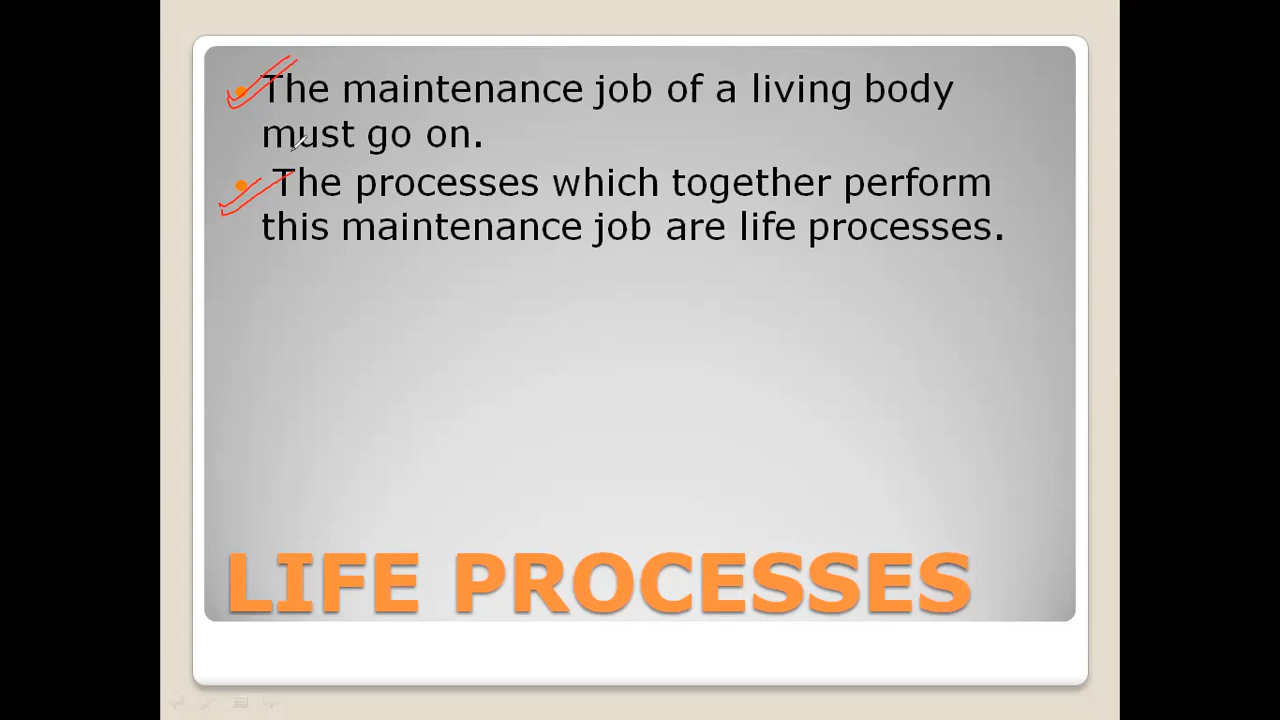 The maintenance job of a living body
must go on.
The processes which together perform
this maintenance job are life processes.
LIFE PROCESSES